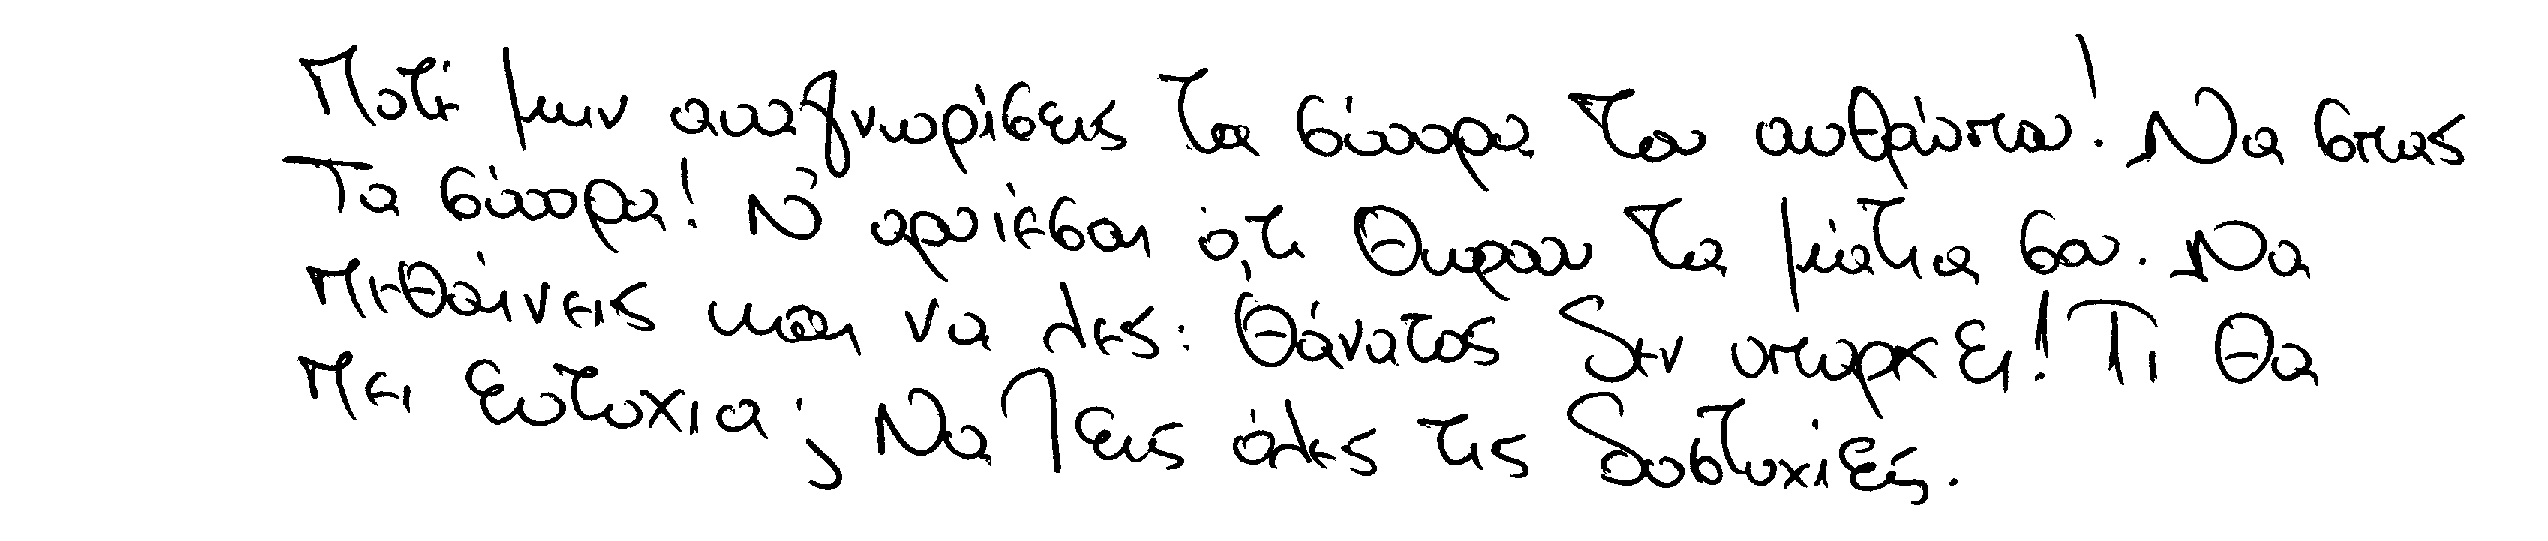 Ποτέ μην αναγνωρίσεις τα σύνορα του ανθρώπου! Να σπας
τα σύνορα! Ν' αρνιέσαι ό,τι θωρούν τα μάτια σου. Να
πεθαίνεις και να λες: Θάνατος δεν υπάρχει! Τι θα
πει ευτυχία; Να ζεις όλες τις δυστυχίες.